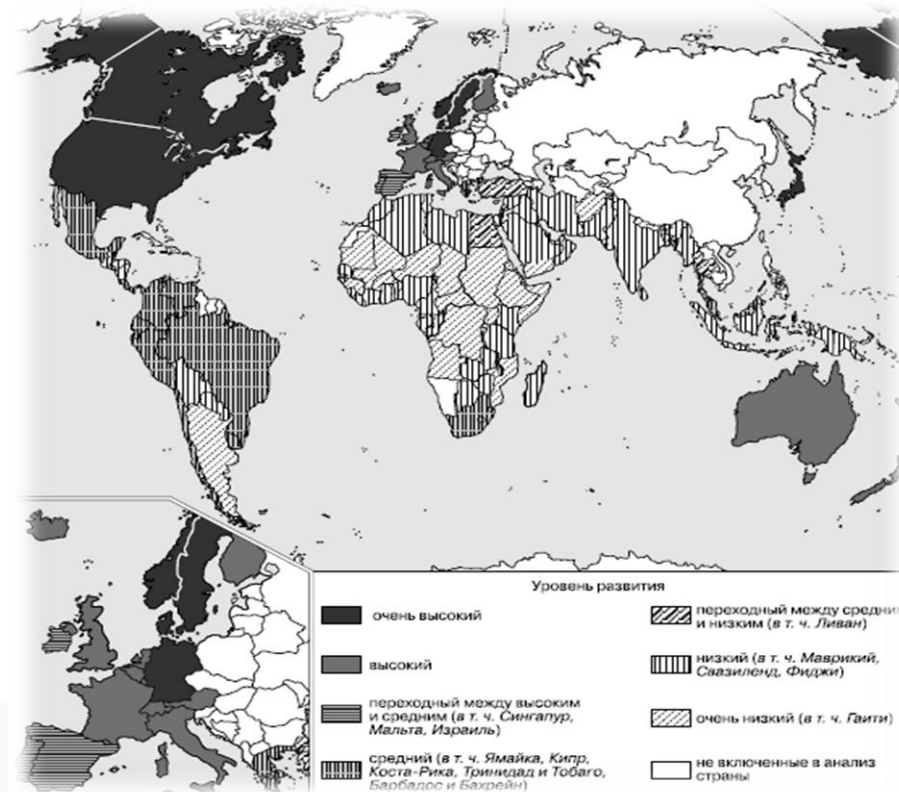 Уровень развития
очень высокий
высокий
переходный между высоким
и средним (в т. ч. Сингапур,
Мальта, Израиль)
средний (в т. ч. Ямайка, Кипр,
Коста-Рика, Тринидад и Тобаго,
Барбадос и Бахрейн)
переходный между средни
и низким (в т. ч. Ливан)
низкий (в т. ч. Маврикий,
Свазиленд, Фиджи)
очень низкий (в т. ч. Гаити)
не включенные в анализ
страны